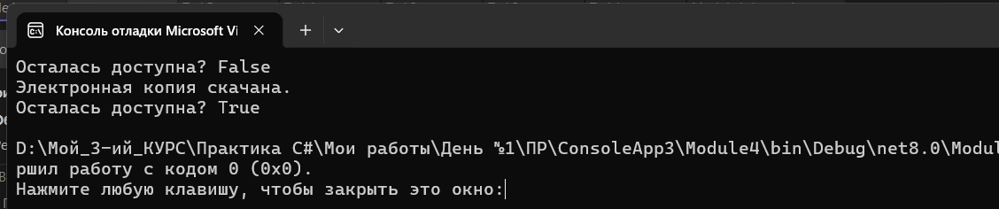 Консоль отладки Microsoft Vi
Осталась доступна? False
Электронная копия скачана.
Осталась доступна? True
D:\Мой_3-ий_КУРС\Практика C#\Мои работы\День №1\ПР\ConsoleApp3\Module4\bin\Debug\net8.0\Modul
ршил работу с кодом 0 (0x0).
Нажмите любую клавишу, чтобы закрыть это окно: